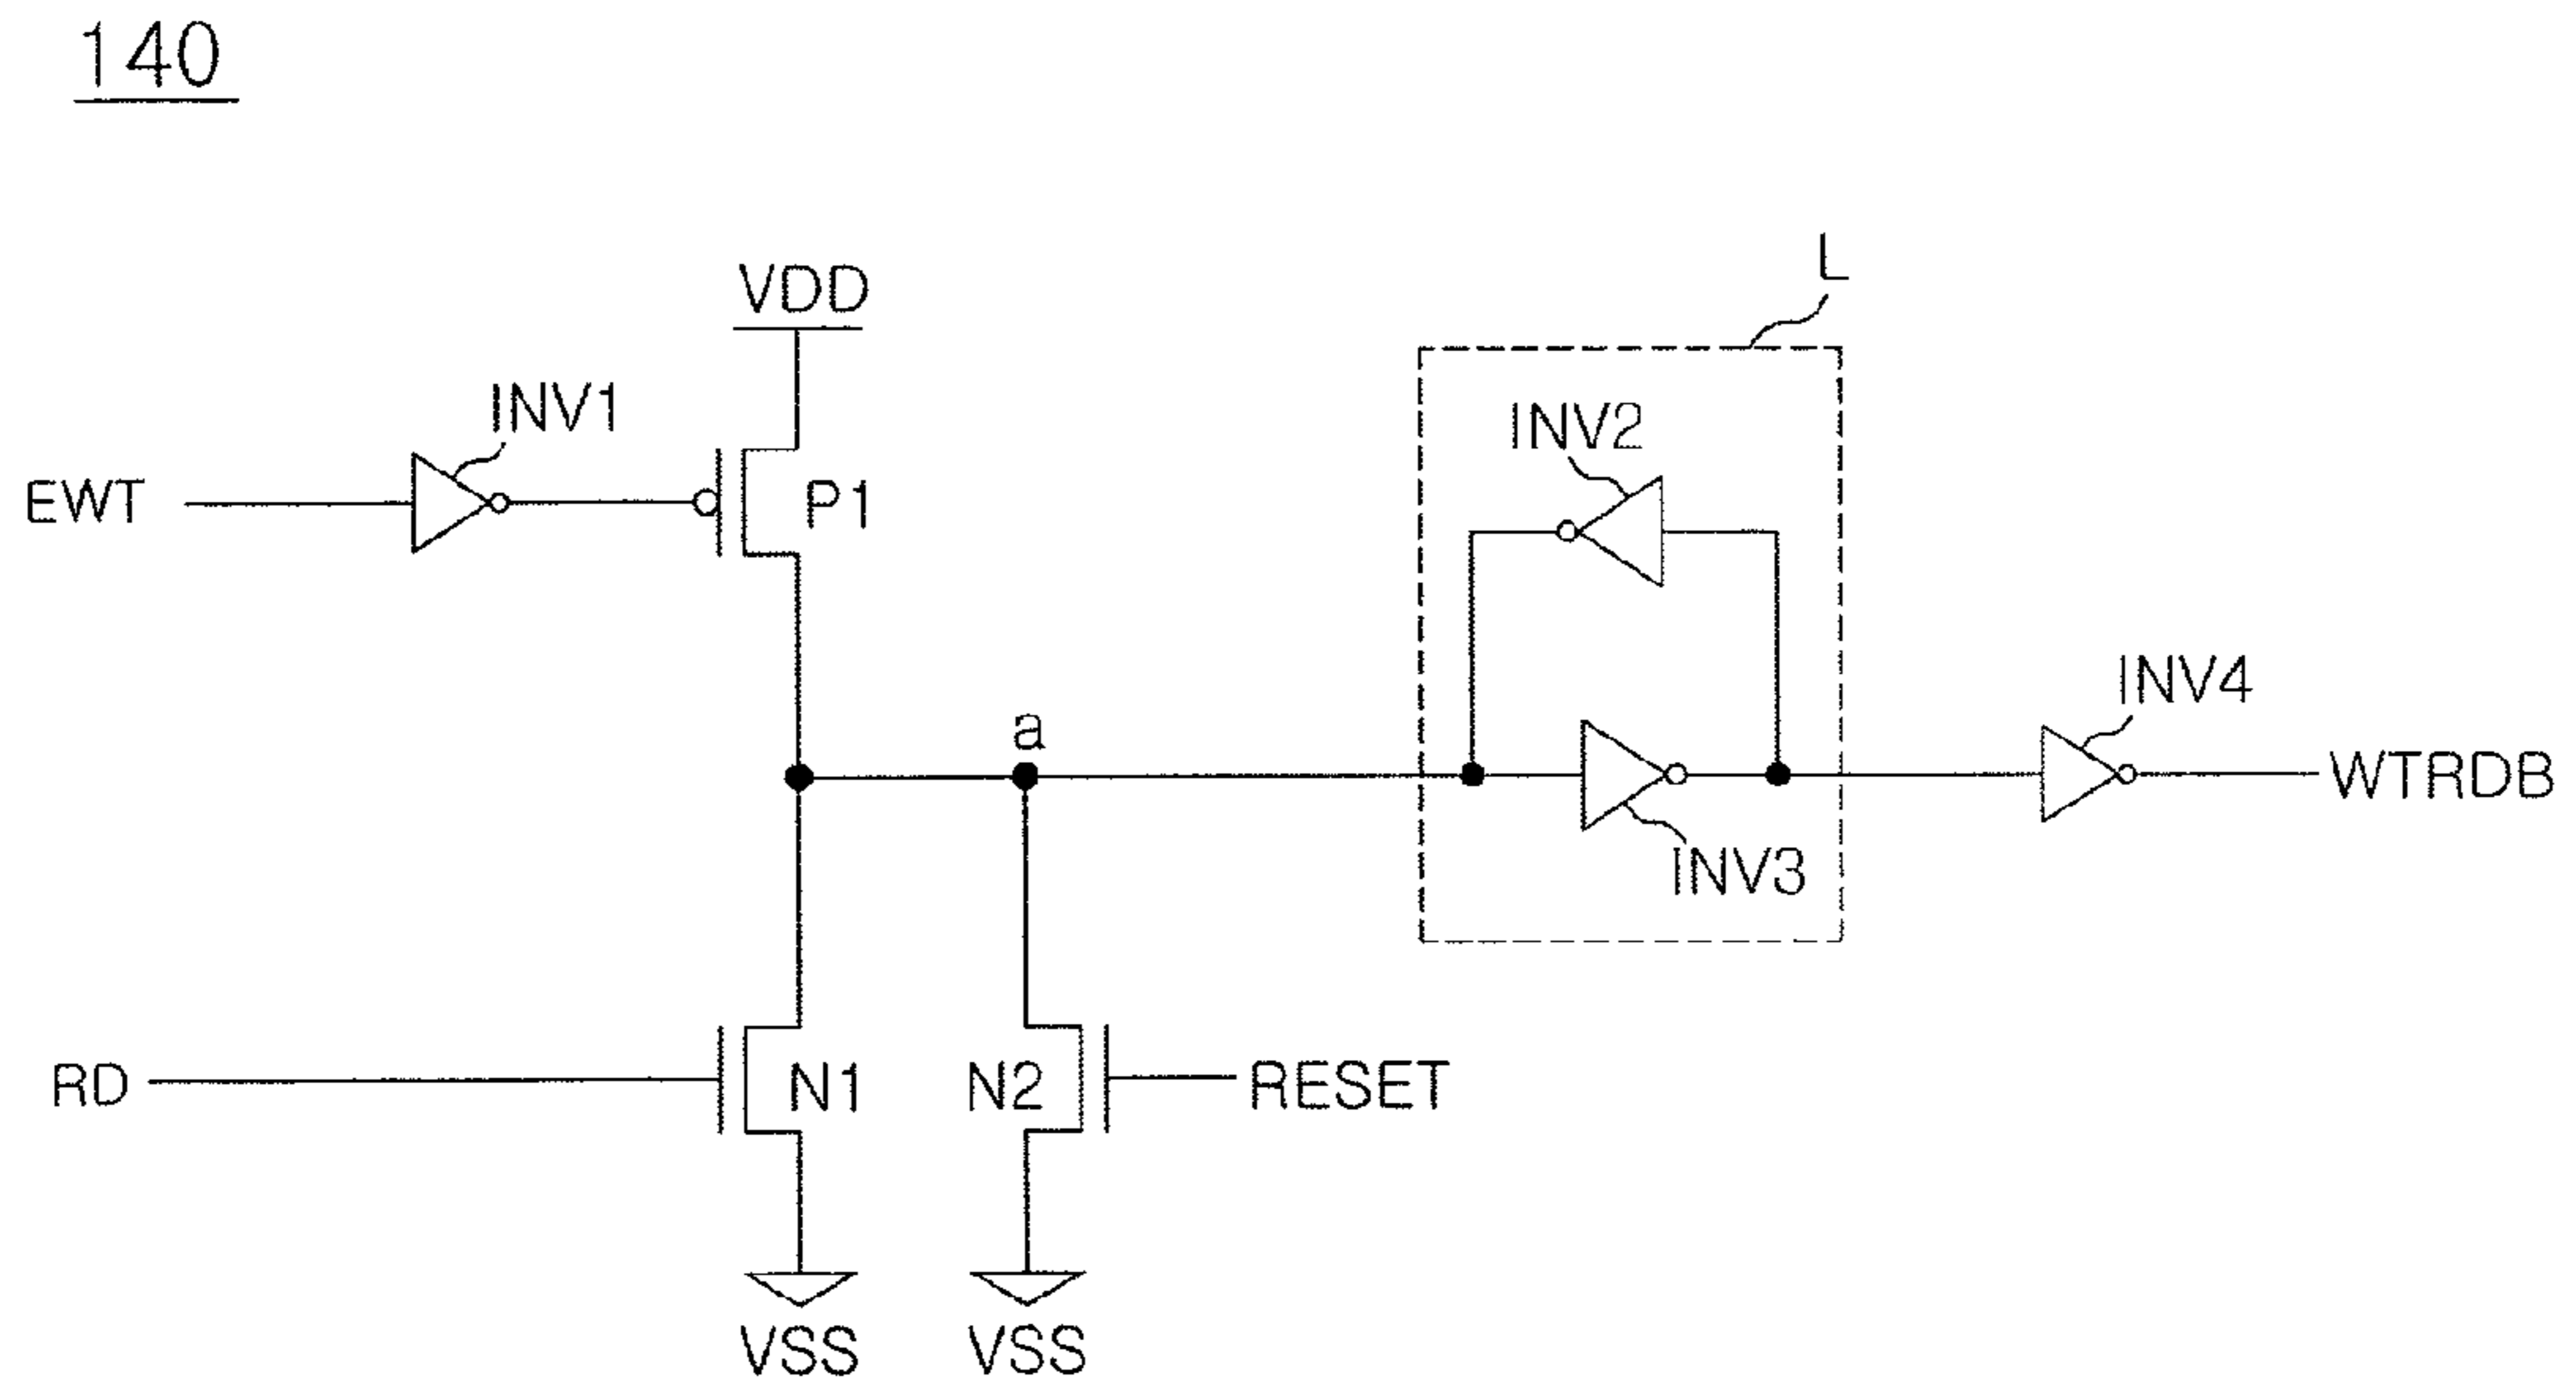 140
VDD
L
INV1
INV2
EWT
P1
INV4
a
WTRDB
INV3
RD
N1
N2
RESET
VSS
VSS